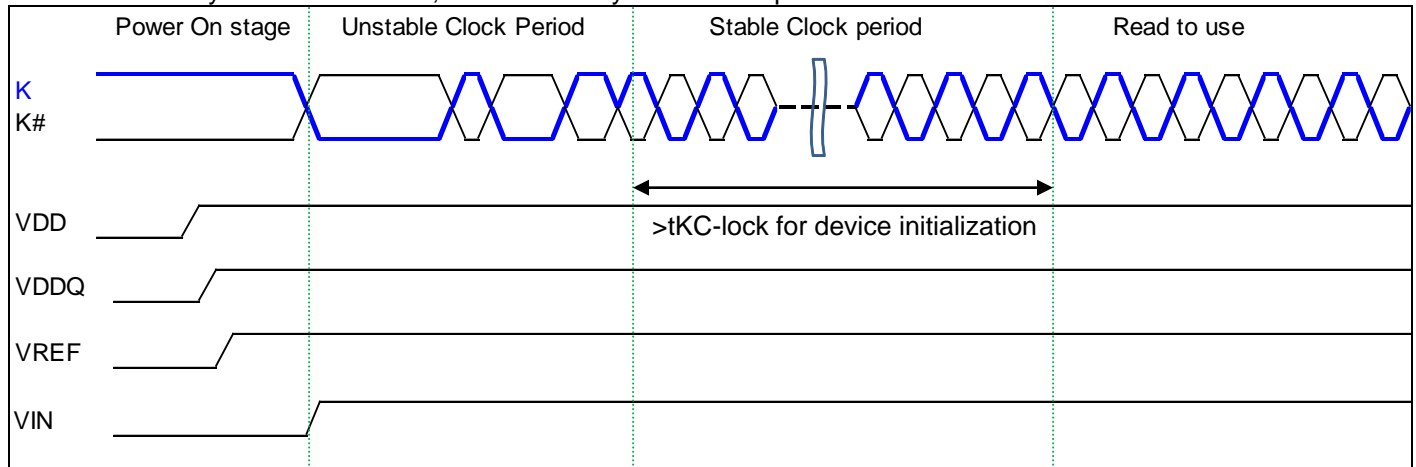 Power On stage Unstable Clock Period Stable Clock period Read to use
K
K#
>tKC-lock for device initialization
VDD
VDDQ
VREF
VIN